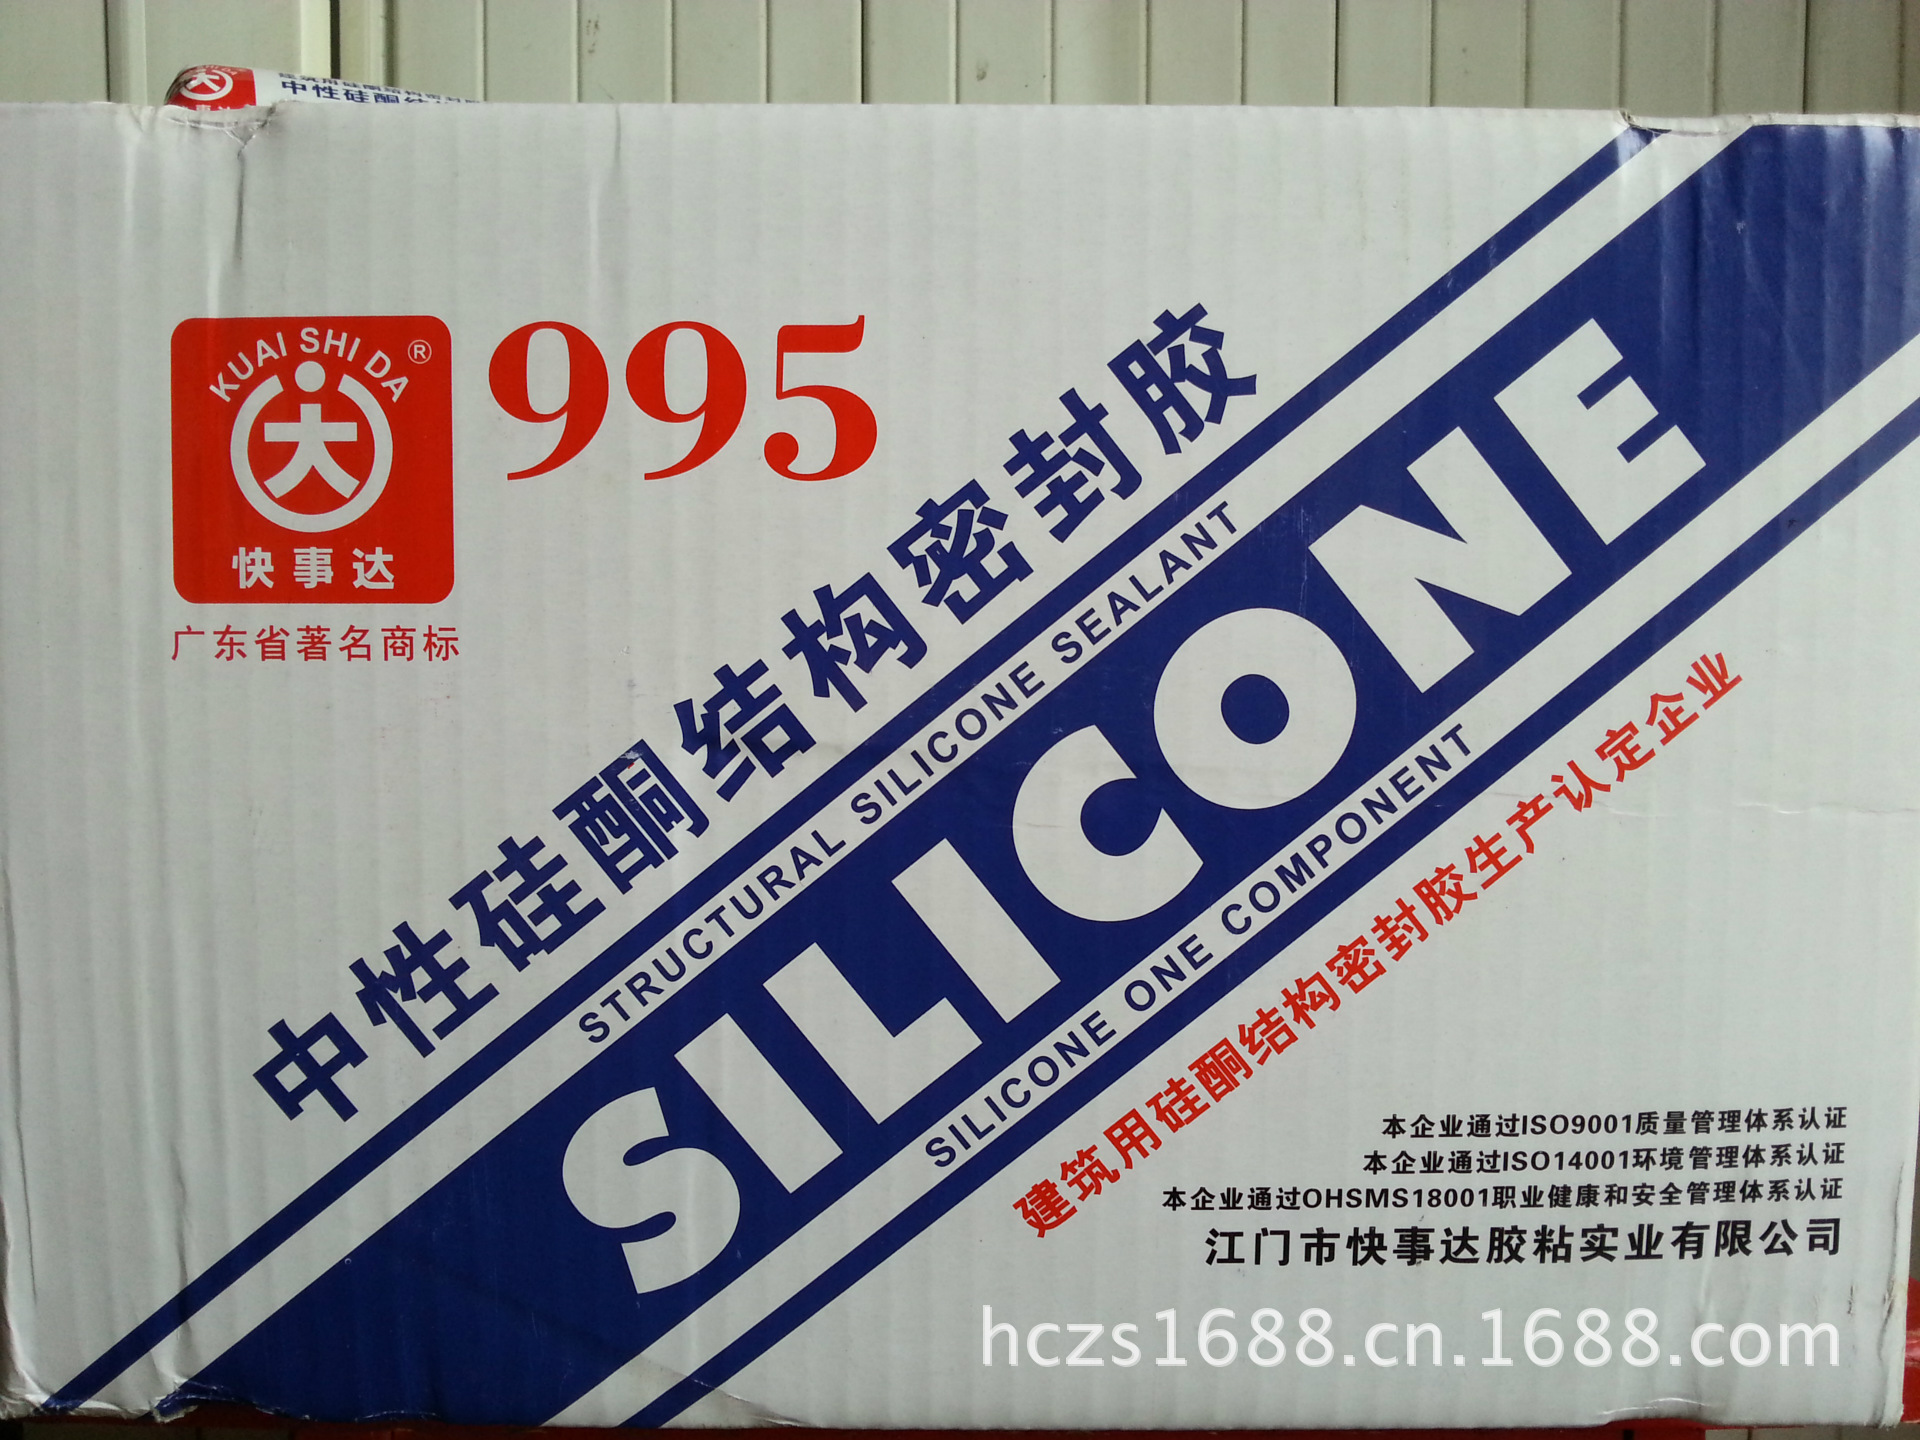 KUAI SHI DA
中性硅酮结
KUAI SHI DA ®
大
快事达
广东省著名商标
995
中性硅酮结构密封胶
STRUCTURAL SILICONE SEALANT
SILICONE
SILICONE ONE COMPONENT
建筑用硅酮结构密封胶生产认定企业
本企业通过ISO9001质量管理体系认证
本企业通过ISO14001环境管理体系认证
本企业通过OHSMS18001职业健康和安全管理体系认证
江门市快事达胶粘实业有限公司
hczs1688.cn.1688.com